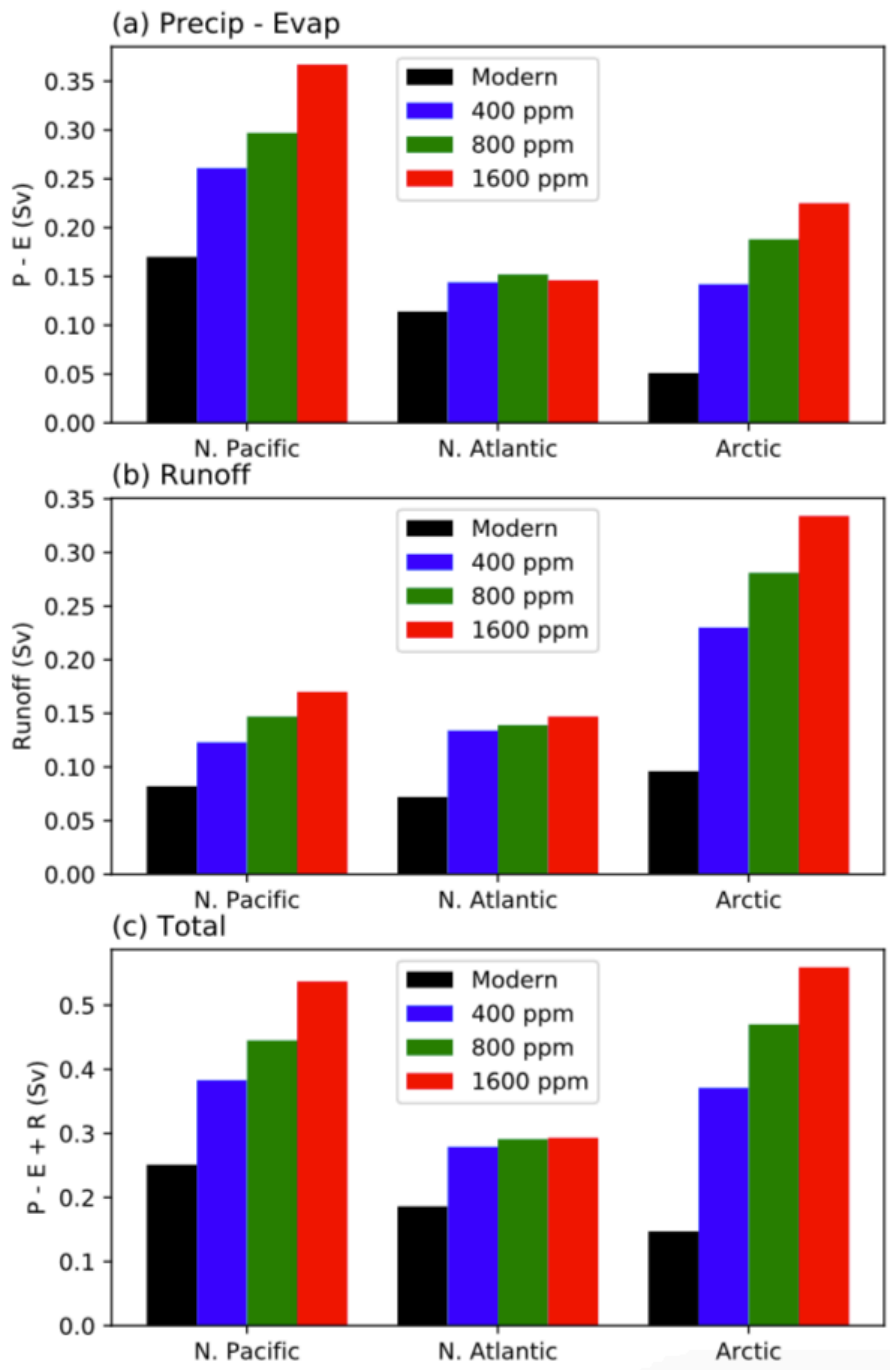 (a) Precip - Evap
P - E (Sv)
0.35
0.30
0.25
0.20
0.15
0.10
0.05
0.00
Modern
400 ppm
800 ppm
1600 ppm
N. Pacific N. Atlantic Arctic
(b) Runoff
Runoff (Sv)
0.35
0.30
0.25
0.20
0.15
0.10
0.05
0.00
Modern
400 ppm
800 ppm
1600 ppm
N. Pacific N. Atlantic Arctic
(c) Total
P - E + R (Sv)
0.5
0.4
0.3
0.2
0.1
0.0
Modern
400 ppm
800 ppm
1600 ppm
N. Pacific N. Atlantic Arctic